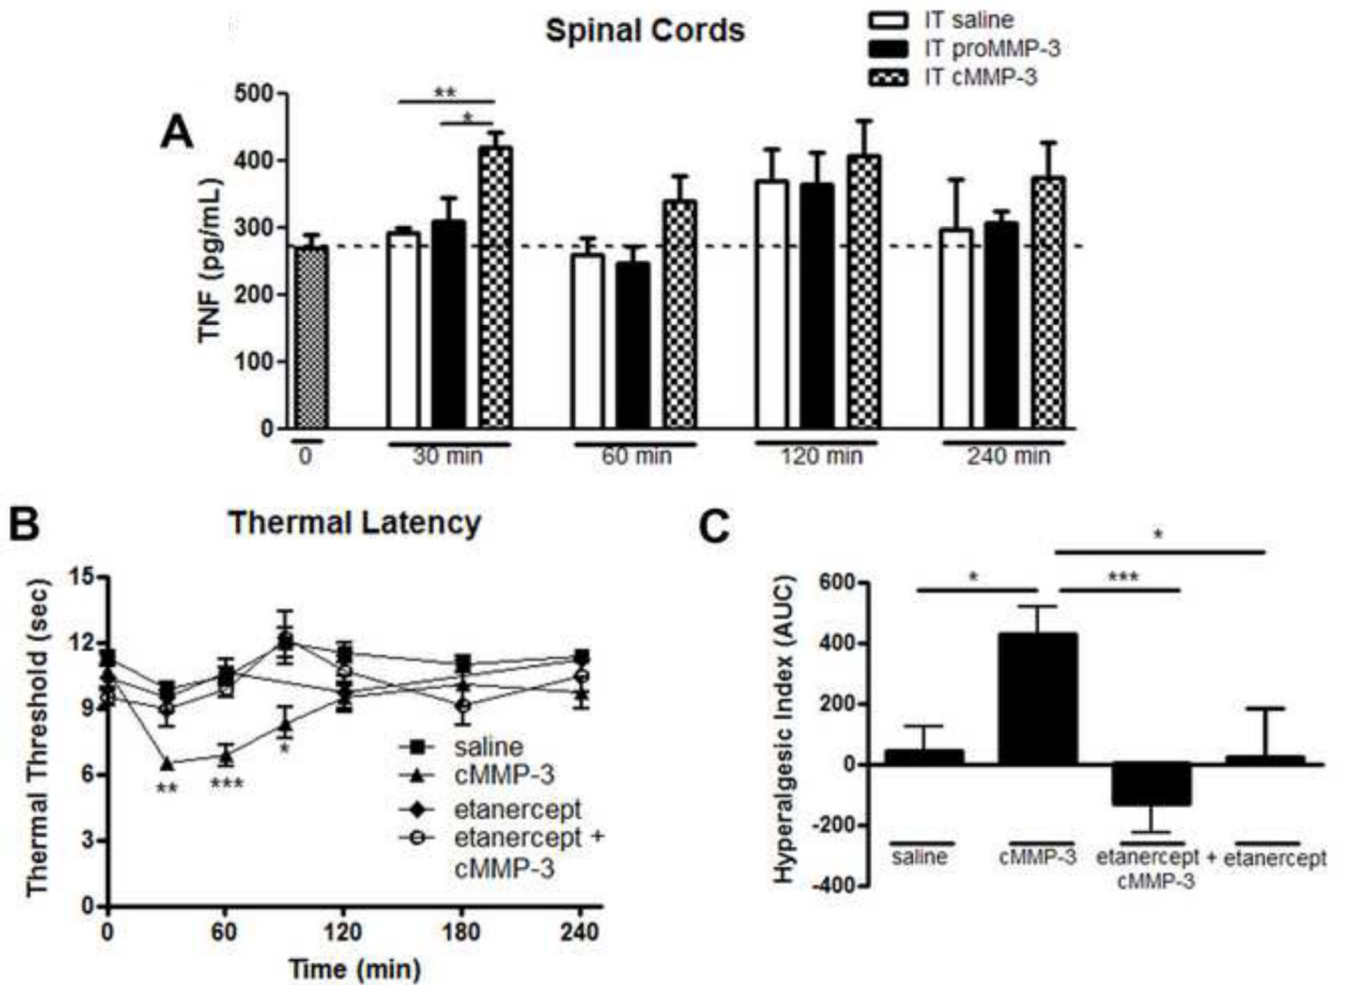 Spinal Cords
IT saline
IT proMMP-3
IT cMMP-3
A
**
*
TNF (pg/mL)
500
400
300
200
100
0
0
30 min
60 min
120 min
240 min
B
Thermal Latency
Thermal Threshold (sec)
15
12
9
6
3
0
**
***
*
saline
cMMP-3
etanercept
etanercept +
cMMP-3
0
60
120
180
240
Time (min)
C
*
*
***
Hyperalgesic Index (AUC)
600
400
200
0
-200
-400
saline
cMMP-3
etanercept +
cMMP-3
etanercept